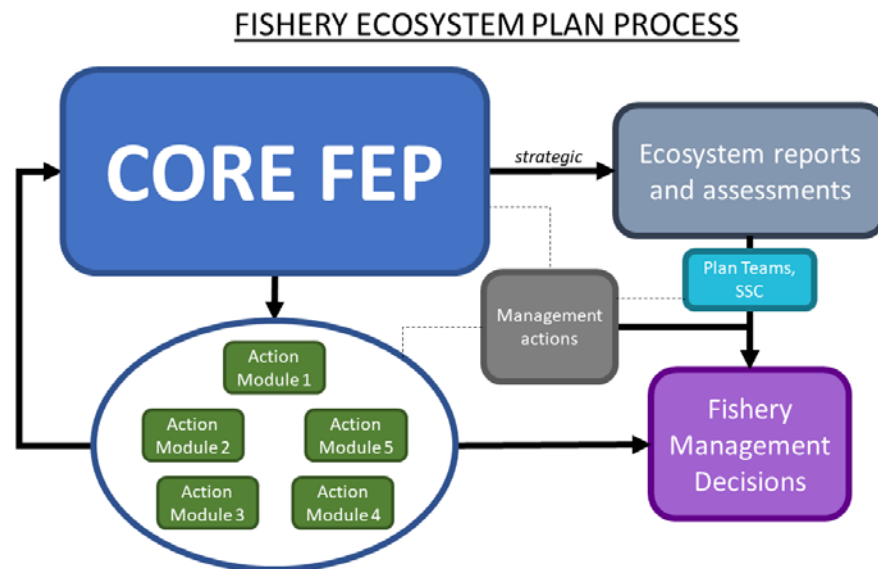 FISHERY ECOSYSTEM PLAN PROCESS
CORE FEP
strategic
Ecosystem reports
and assessments
Plan Teams,
SSC
Management
actions
Action
Module 1
Action
Module 2
Action
Module 5
Action
Module 3
Action
Module 4
Fishery
Management
Decisions